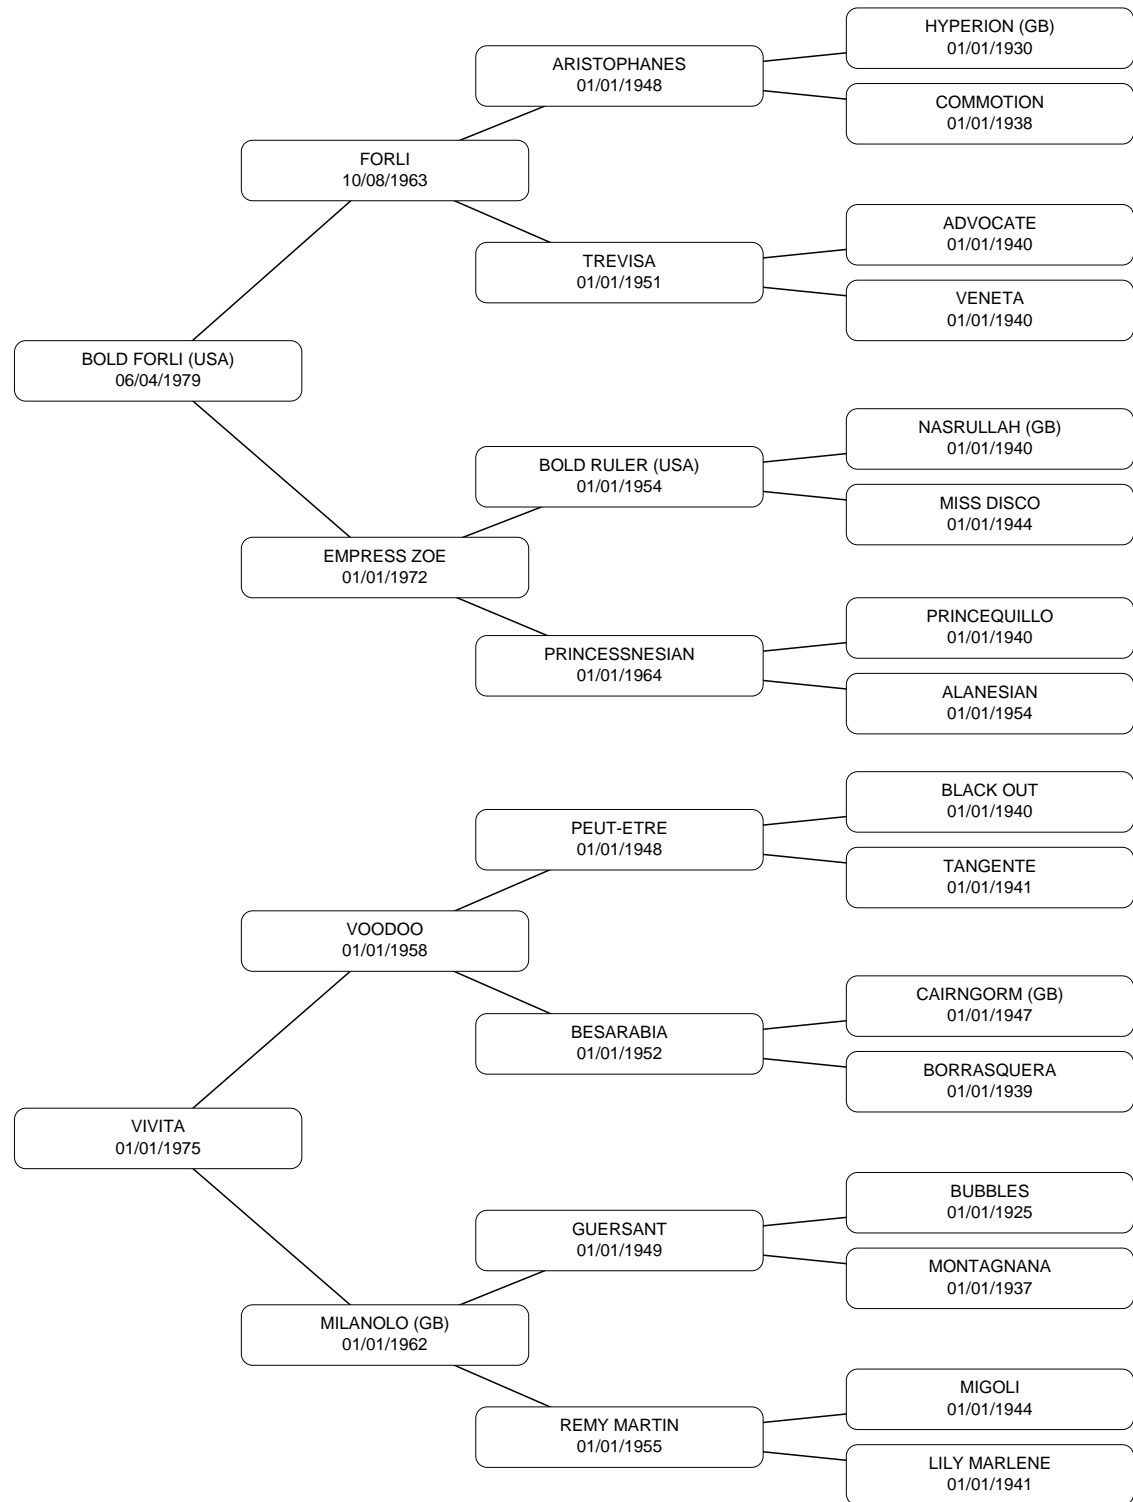 HYPERION (GB)
01/01/1930
ARISTOPHANES
01/01/1948
COMMOTION
01/01/1938
FORLI
10/08/1963
ADVOCATE
01/01/1940
TREVISA
01/01/1951
VENETA
01/01/1940
BOLD FORLI (USA)
06/04/1979
NASRULLAH (GB)
01/01/1940
BOLD RULER (USA)
01/01/1954
MISS DISCO
01/01/1944
EMPRESS ZOE
01/01/1972
PRINCEQUILLO
01/01/1940
PRINCESSNESIAN
01/01/1964
ALANESIAN
01/01/1954
BLACK OUT
01/01/1940
PEUT-ETRE
01/01/1948
TANGENTE
01/01/1941
VOODOO
01/01/1958
CAIRNGORM (GB)
01/01/1947
BESARABIA
01/01/1952
BORRASQUERA
01/01/1939
VIVITA
01/01/1975
BUBBLES
01/01/1925
GUERSANT
01/01/1949
MONTAGNANA
01/01/1937
MILANOLO (GB)
01/01/1962
MIGOLI
01/01/1944
REMY MARTIN
01/01/1955
LILY MARLENE
01/01/1941